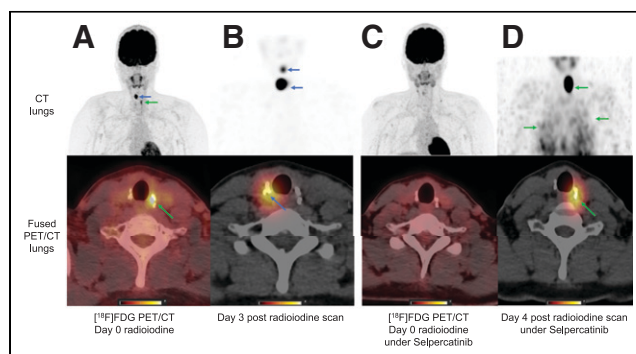 A B C D
CT
lungs
Fused
PET/CT
lungs
[¹⁸F]FDG PET/CT
Day 0 radioiodine
Day 3 post radioiodine scan
[¹⁸F]FDG PET/CT
Day 0 radioiodine
under Selpercatinib
Day 4 post radioiodine scan
under Selpercatinib